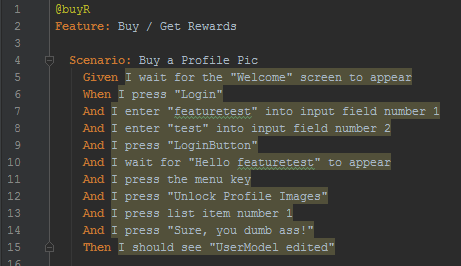 1 @buyR
2 Feature: Buy / Get Rewards
3
4 Scenario: Buy a Profile Pic
5 Given I wait for the "Welcome" screen to appear
6 When I press "Login"
7 And I enter "featuretest" into input field number 1
8 And I enter "test" into input field number 2
9 And I press "LoginButton"
10 And I wait for "Hello featuretest" to appear
11 And I press the menu key
12 And I press "Unlock Profile Images"
13 And I press list item number 1
14 And I press "Sure, you dumb ass!"
15 Then I should see "UserModel edited"
16